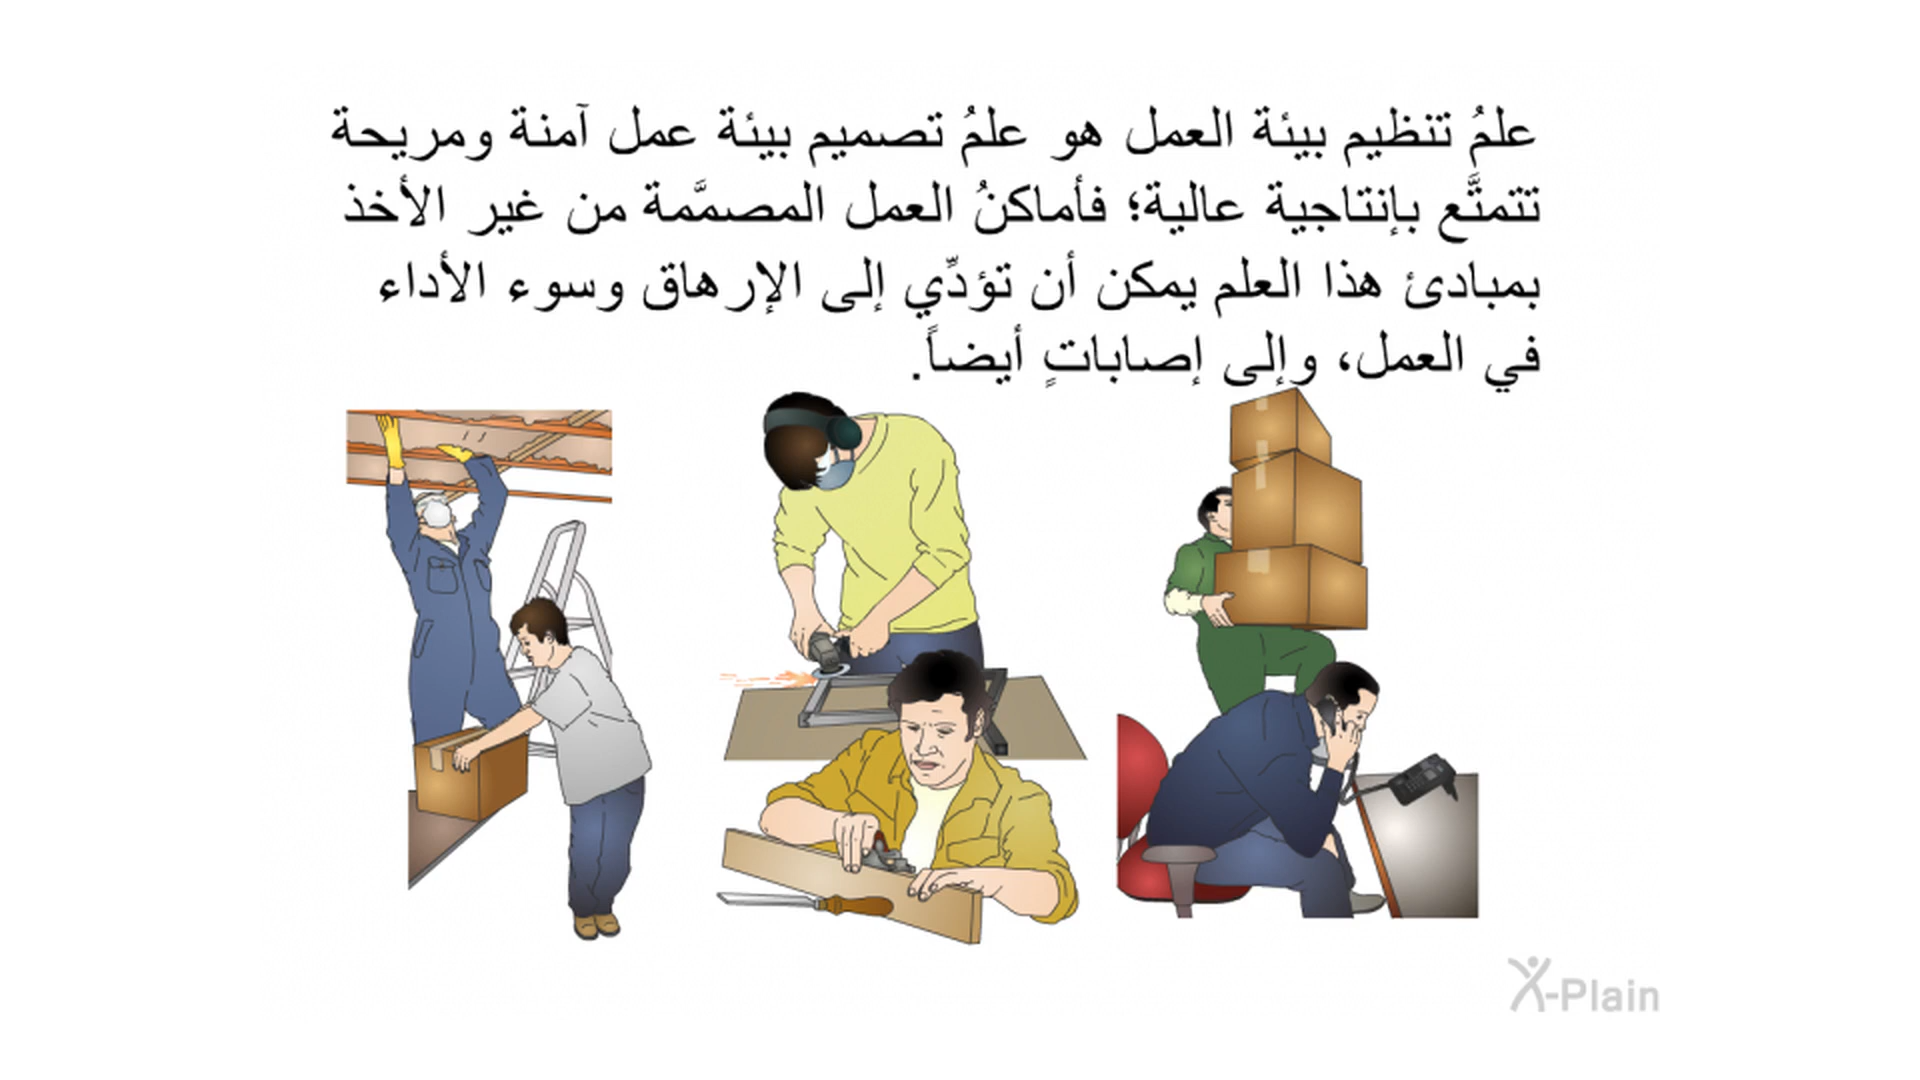 علمُ تنظيم بيئة العمل هو علمُ تصميم بيئة عمل آمنة ومريحة
تتمتَّع بإنتاجية عالية؛ فأماكنُ العمل المصمَّمة من غير الأخذ
بمبادئ هذا العلم يمكن أن تؤدِّي إلى الإرهاق وسوء الأداء
في العمل، وإلى إصاباتٍ أيضاً.
X-Plain